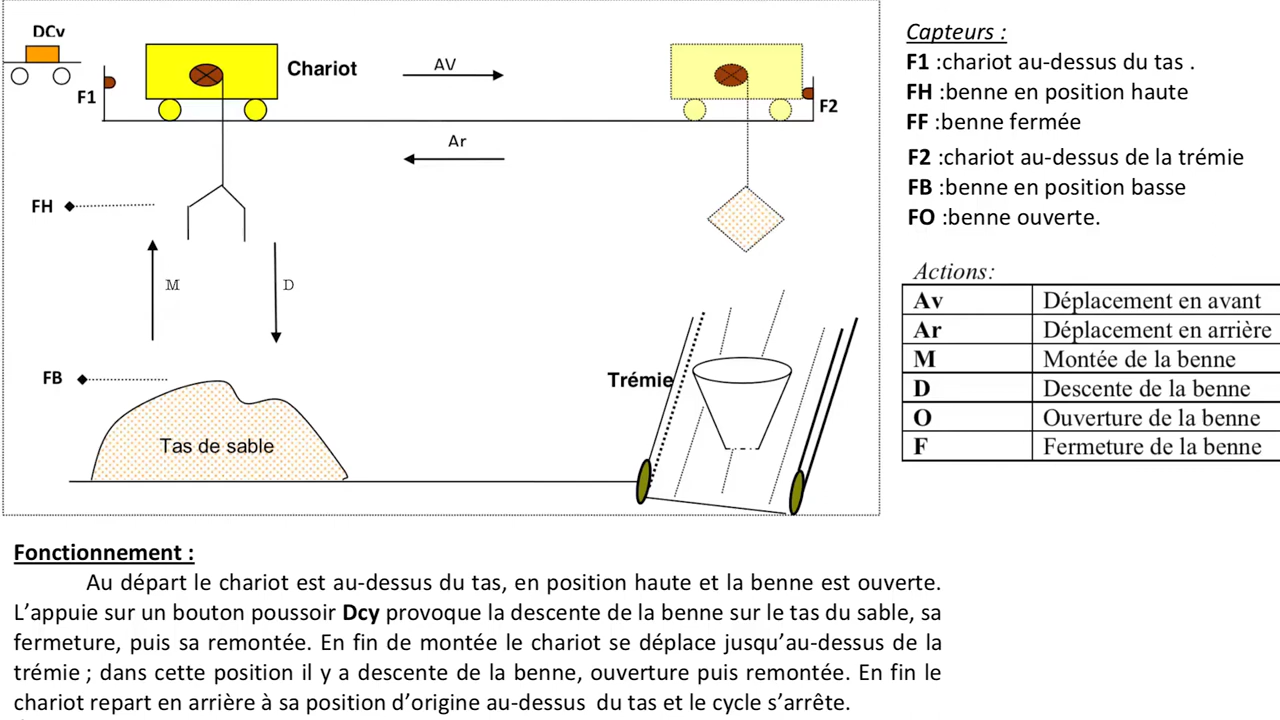 DCy
Chariot
AV
F1
F2
Ar
FH
M
D
FB
Trémie
Tas de sable
Capteurs :
F1 :chariot au-dessus du tas .
FH :benne en position haute
FF :benne fermée
F2 :chariot au-dessus de la trémie
FB :benne en position basse
FO :benne ouverte.
Actions:
Av Déplacement en avant
Ar Déplacement en arrière
M Montée de la benne
D Descente de la benne
O Ouverture de la benne
F Fermeture de la benne
Fonctionnement :
Au départ le chariot est au-dessus du tas, en position haute et la benne est ouverte.
L’appuie sur un bouton poussoir Dcy provoque la descente de la benne sur le tas du sable, sa
fermeture, puis sa remontée. En fin de montée le chariot se déplace jusqu’au-dessus de la
trémie ; dans cette position il y a descente de la benne, ouverture puis remontée. En fin le
chariot repart en arrière à sa position d’origine au-dessus du tas et le cycle s’arrête.